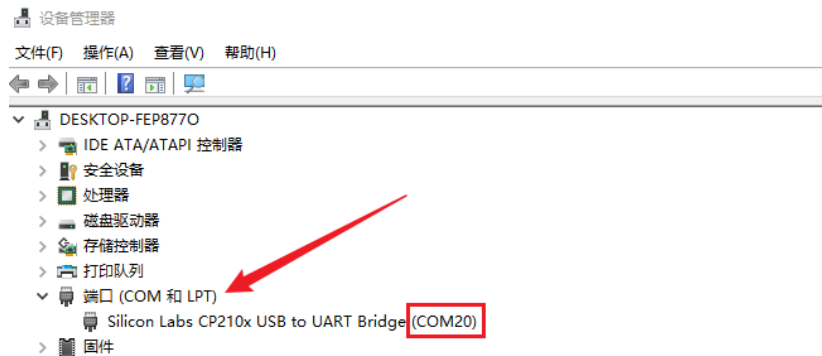 设备管理器
文件(F) 操作(A) 查看(V) 帮助(H)
DESKTOP-FEP877O
IDE ATA/ATAPI 控制器
安全设备
处理器
磁盘驱动器
存储控制器
打印队列
端口 (COM 和 LPT)
Silicon Labs CP210x USB to UART Bridge (COM20)
固件